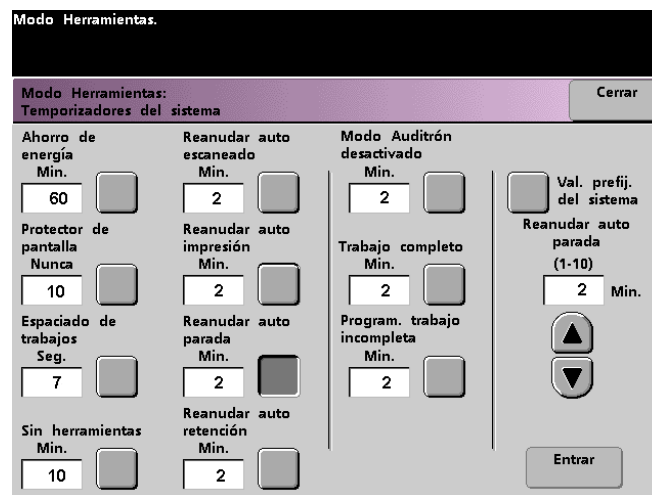 Modo Herramientas.
Modo Herramientas:
Temporizadores del sistema
Cerrar
Ahorro de
energía
Min.
60
Protector de
pantalla
Nunca
10
Espaciado de
trabajos
Seg.
7
Sin herramientas
Min.
10
Reanudar auto
escaneado
Min.
2
Reanudar auto
impresión
Min.
2
Reanudar auto
parada
Min.
2
Reanudar auto
retención
Min.
2
Modo Auditrón
desactivado
Min.
2
Trabajo completo
Min.
2
Program. trabajo
incompleta
Min.
2
Val. prefij.
del sistema
Reanudar auto
parada
(1-10)
2 Min.
Entrar